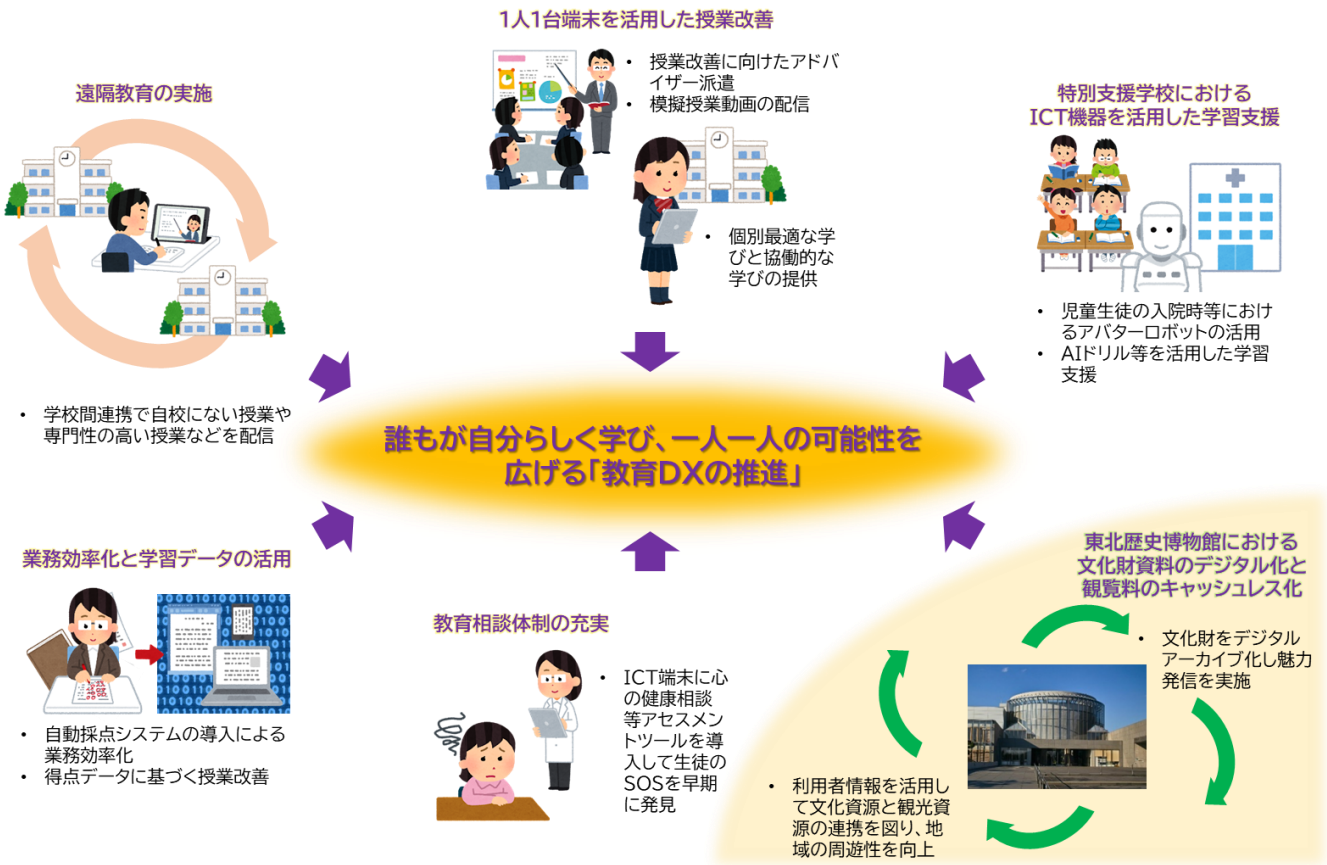 1人1台端末を活用した授業改善
• 授業改善に向けたアドバ
イザー派遣
• 模擬授業動画の配信
• 個別最適な学
びと協働的な
学びの提供
遠隔教育の実施
• 学校間連携で自校にない授業や
専門性の高い授業などを配信
特別支援学校における
ICT機器を活用した学習支援
• 児童生徒の入院時等におけ
るアバターロボットの活用
• AIドリル等を活用した学習
支援
誰もが自分らしく学び、一人一人の可能性を
広げる「教育DXの推進」
業務効率化と学習データの活用
• 自動採点システムの導入による
業務効率化
• 得点データに基づく授業改善
教育相談体制の充実
• ICT端末に心
の健康相談
等アセスメン
トツールを導
入して生徒の
SOSを早期
に発見
東北歴史博物館における
文化財資料のデジタル化と
観覧料のキャッシュレス化
• 文化財をデジタル
アーカイブ化し魅力
発信を実施
• 利用者情報を活用し
て文化資源と観光資
源の連携を図り、地
域の周遊性を向上